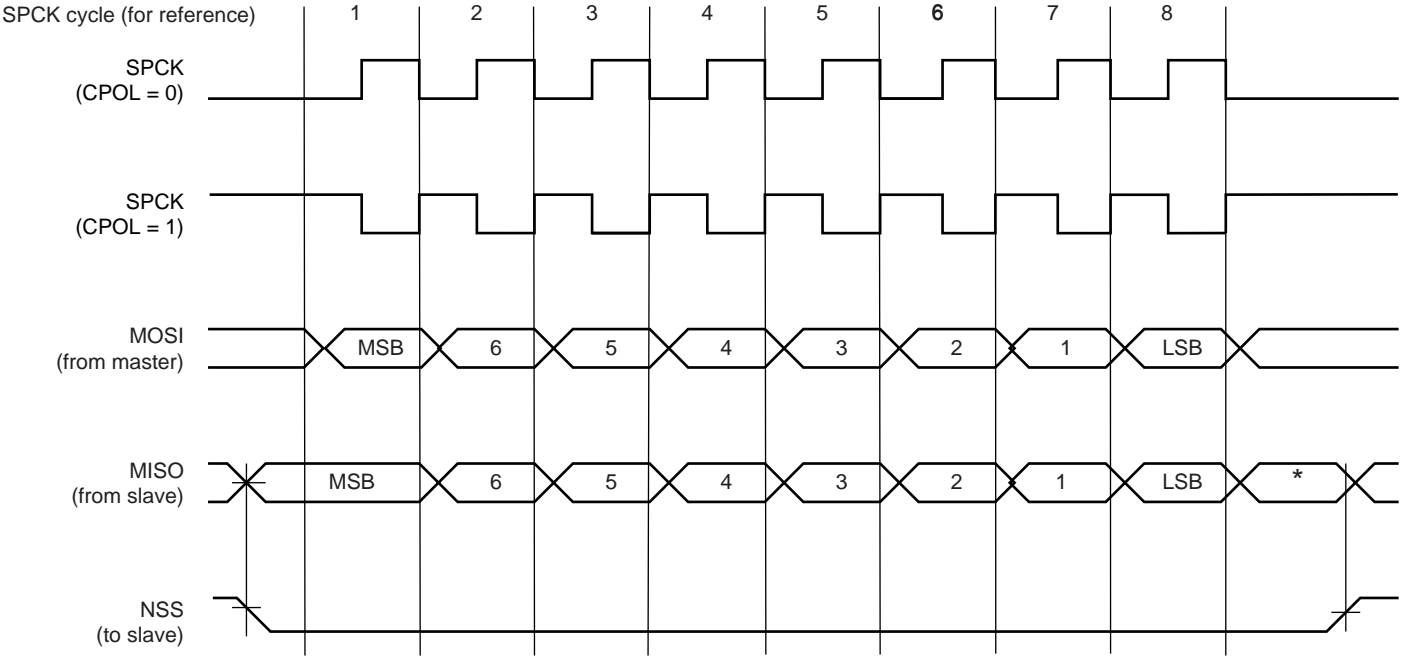 SPCK cycle (for reference) 1 2 3 4 5 6 7 8
SPCK
(CPOL = 0)
SPCK
(CPOL = 1)
MOSI
(from master)
MSB 6 5 4 3 2 1 LSB
MISO
(from slave)
MSB 6 5 4 3 2 1 LSB *
NSS
(to slave)